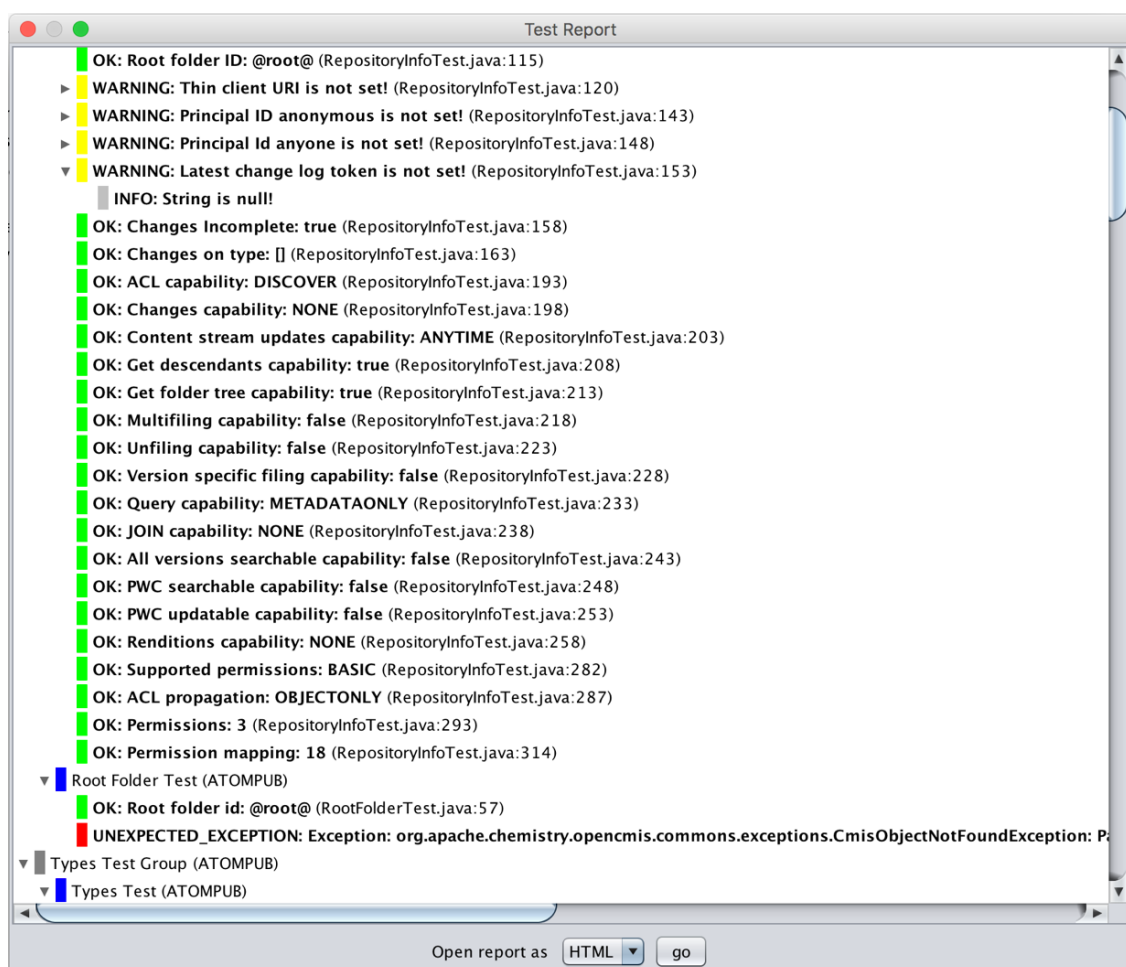 Test Report
OK: Root folder ID: @root@ (RepositoryInfoTest.java:115)
WARNING: Thin client URI is not set! (RepositoryInfoTest.java:120)
WARNING: Principal ID anonymous is not set! (RepositoryInfoTest.java:143)
WARNING: Principal Id anyone is not set! (RepositoryInfoTest.java:148)
WARNING: Latest change log token is not set! (RepositoryInfoTest.java:153)
INFO: String is null!
OK: Changes Incomplete: true (RepositoryInfoTest.java:158)
OK: Changes on type: [] (RepositoryInfoTest.java:163)
OK: ACL capability: DISCOVER (RepositoryInfoTest.java:193)
OK: Changes capability: NONE (RepositoryInfoTest.java:198)
OK: Content stream updates capability: ANYTIME (RepositoryInfoTest.java:203)
OK: Get descendants capability: true (RepositoryInfoTest.java:208)
OK: Get folder tree capability: true (RepositoryInfoTest.java:213)
OK: Multifiling capability: false (RepositoryInfoTest.java:218)
OK: Unfiling capability: false (RepositoryInfoTest.java:223)
OK: Version specific filing capability: false (RepositoryInfoTest.java:228)
OK: Query capability: METADATAONLY (RepositoryInfoTest.java:233)
OK: JOIN capability: NONE (RepositoryInfoTest.java:238)
OK: All versions searchable capability: false (RepositoryInfoTest.java:243)
OK: PWC searchable capability: false (RepositoryInfoTest.java:248)
OK: PWC updatable capability: false (RepositoryInfoTest.java:253)
OK: Renditions capability: NONE (RepositoryInfoTest.java:258)
OK: Supported permissions: BASIC (RepositoryInfoTest.java:282)
OK: ACL propagation: OBJECTONLY (RepositoryInfoTest.java:287)
OK: Permissions: 3 (RepositoryInfoTest.java:293)
OK: Permission mapping: 18 (RepositoryInfoTest.java:314)
Root Folder Test (ATOMPUB)
OK: Root folder id: @root@ (RootFolderTest.java:57)
UNEXPECTED_EXCEPTION: Exception: org.apache.chemistry.opencmis.commons.exceptions.CmisObjectNotFoundException:
Types Test Group (ATOMPUB)
Types Test (ATOMPUB)
Open report as HTML go